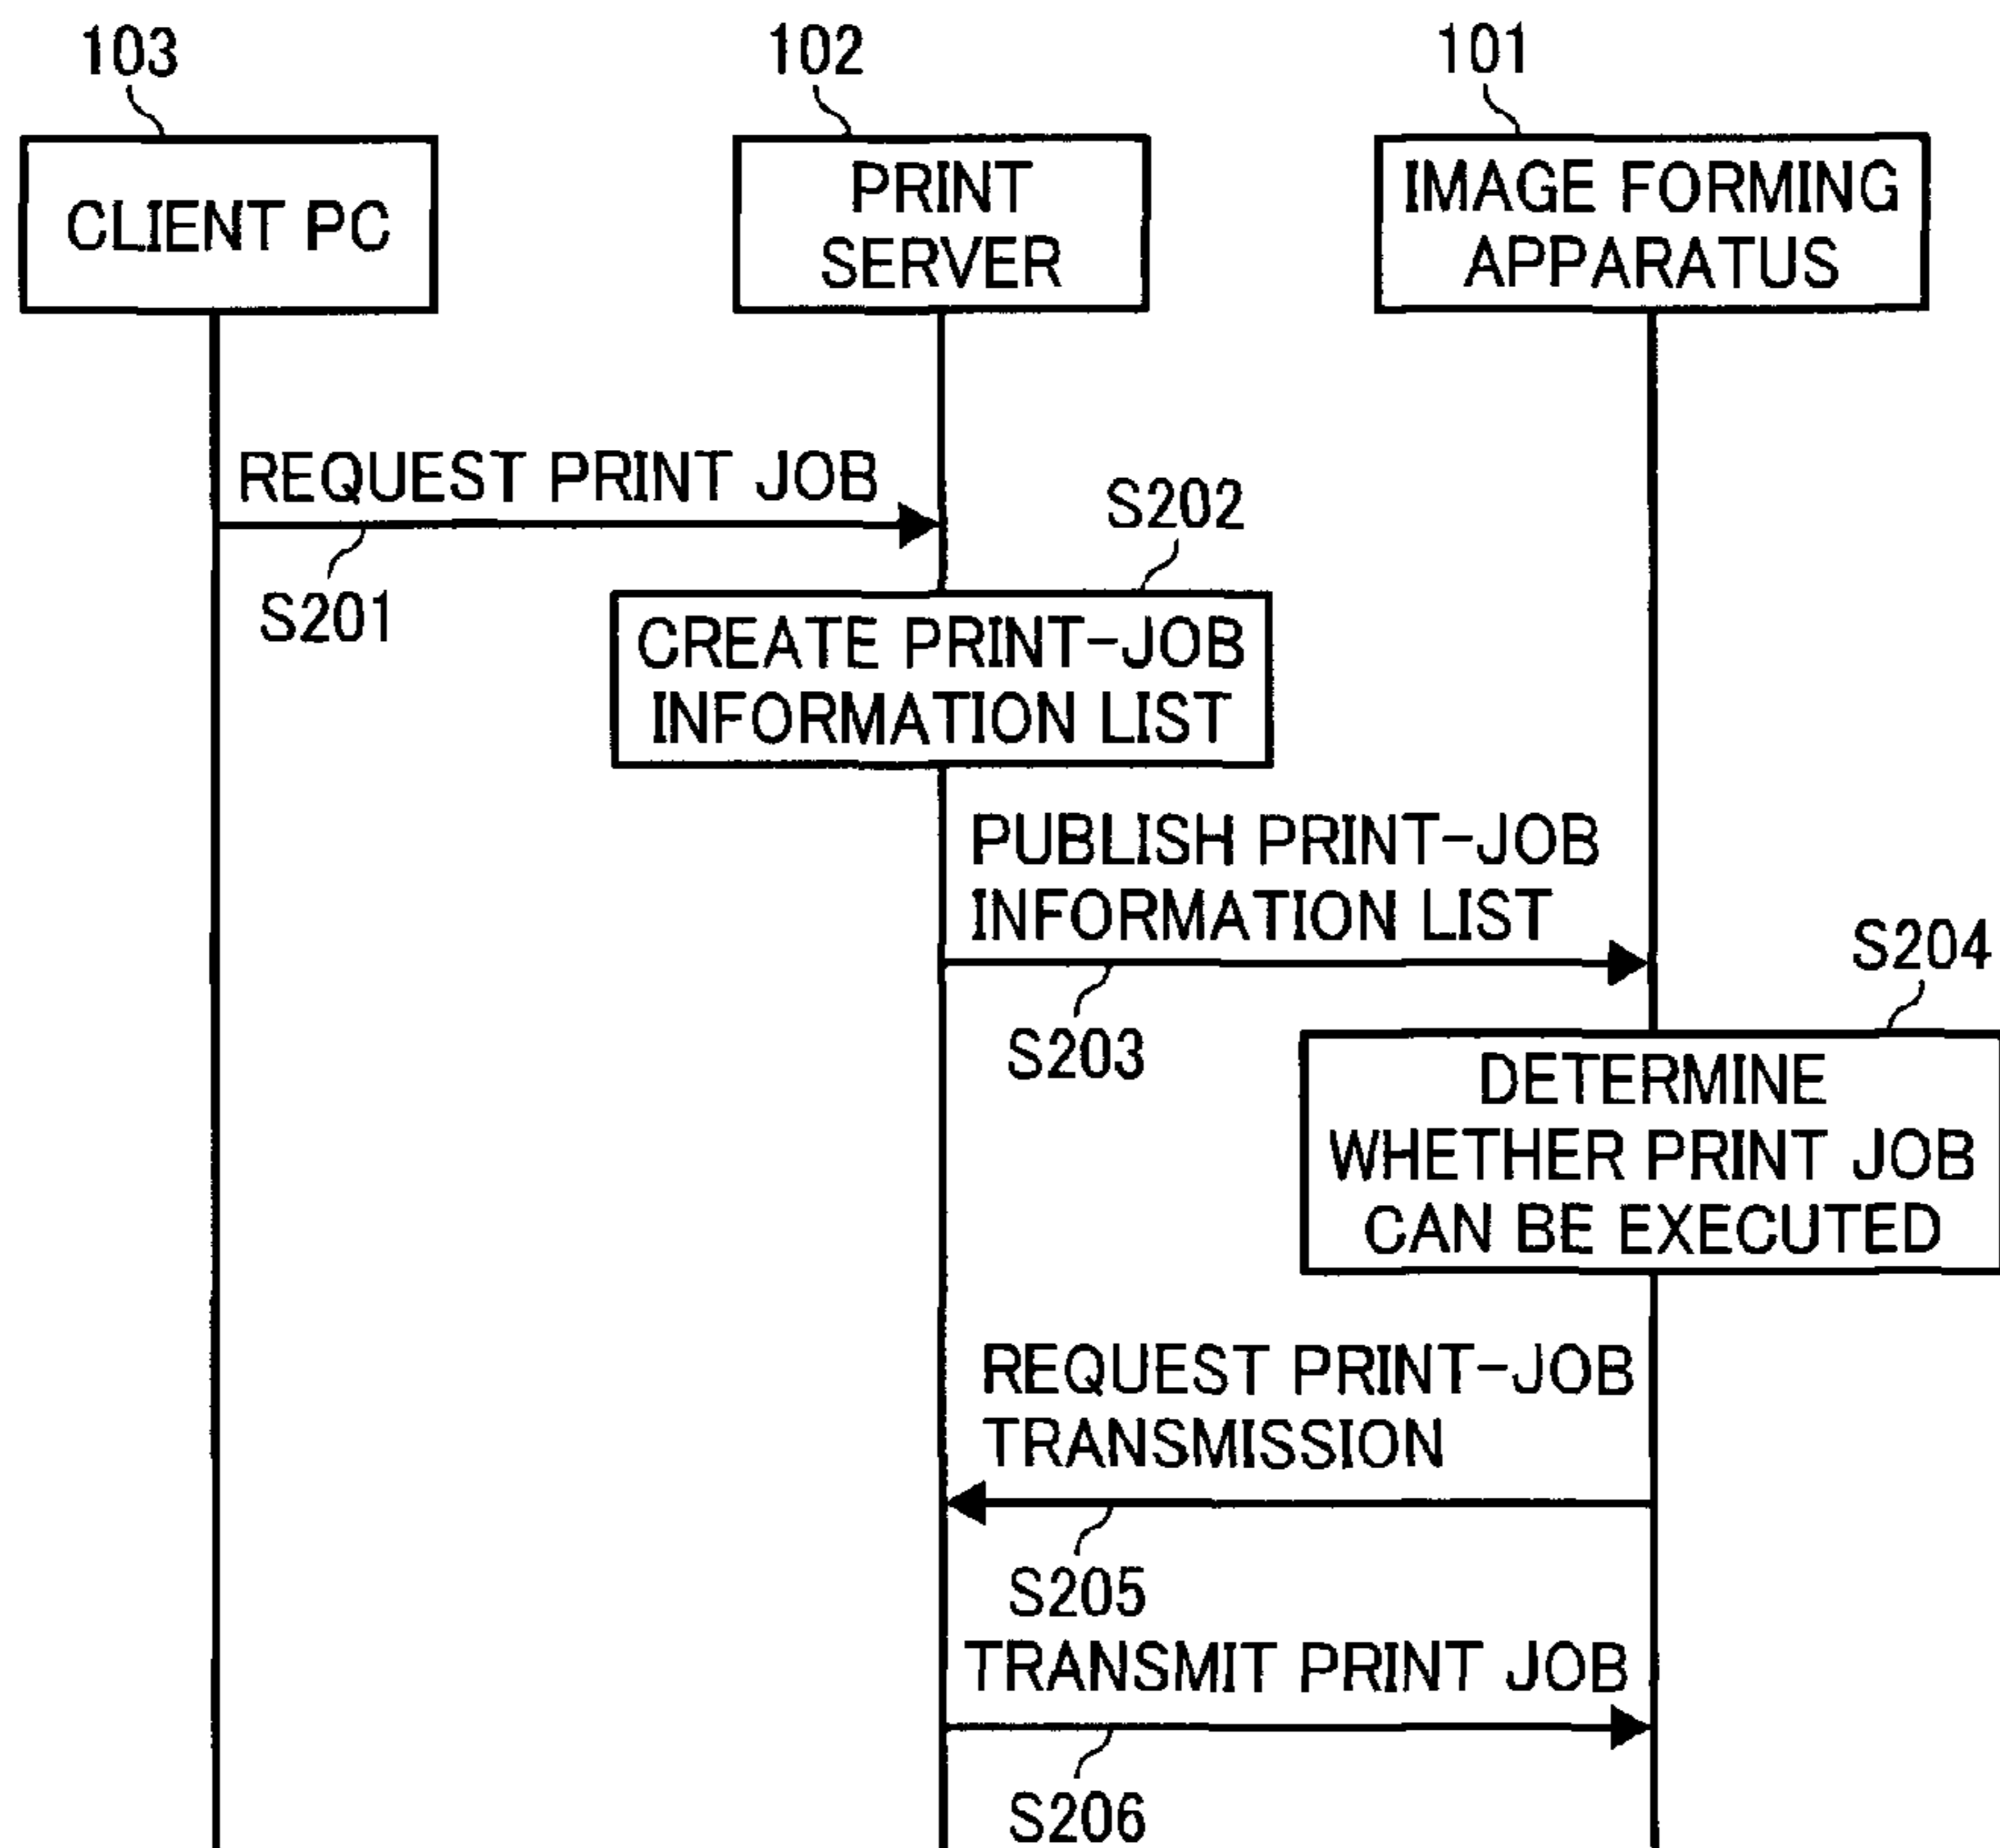 103
102
101
CLIENT PC
PRINT
SERVER
IMAGE FORMING
APPARATUS
REQUEST PRINT JOB
S201
S202
CREATE PRINT-JOB
INFORMATION LIST
PUBLISH PRINT-JOB
INFORMATION LIST
S203
S204
DETERMINE
WHETHER PRINT JOB
CAN BE EXECUTED
REQUEST PRINT-JOB
TRANSMISSION
S205
TRANSMIT PRINT JOB
S206